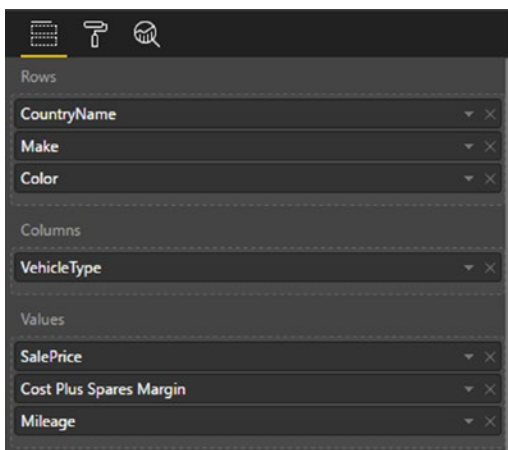 Rows
CountryName
Make
Color
Columns
VehicleType
Values
SalePrice
Cost Plus Spares Margin
Mileage